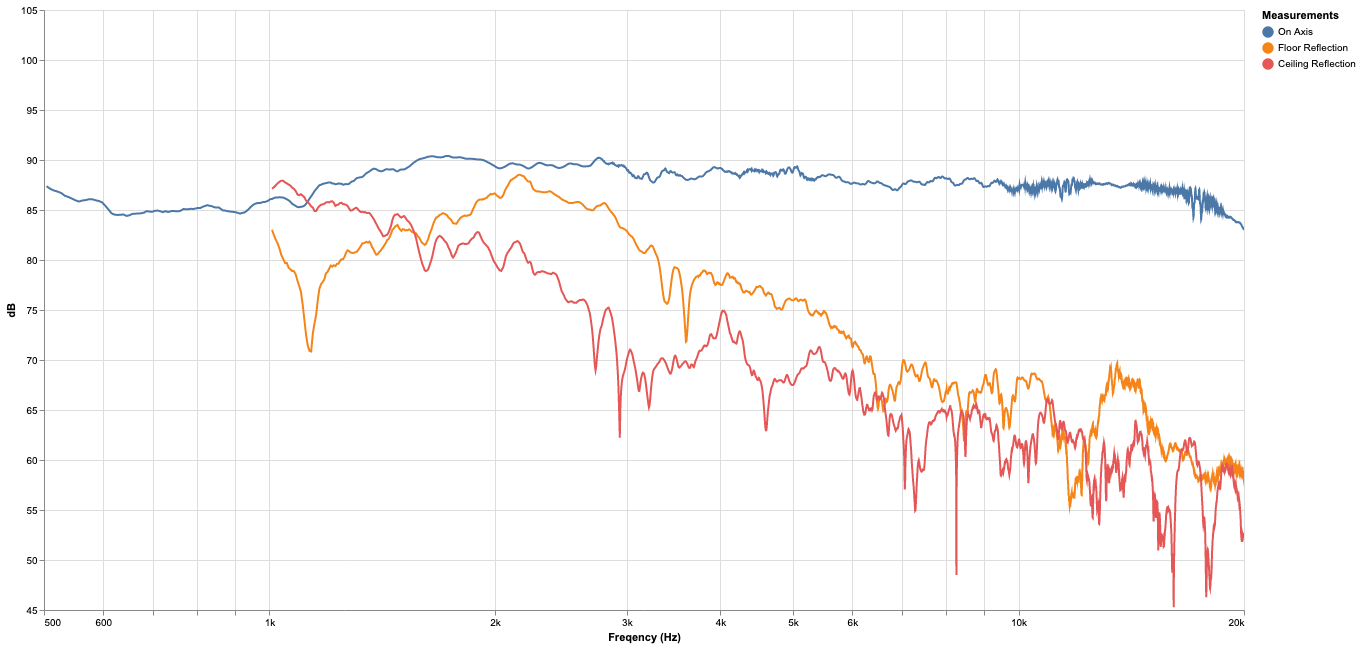 Measurements
On Axis
Floor Reflection
Ceiling Reflection
105
100
95
90
85
80
75
70
65
60
55
50
45
dB
500 600 1k 2k 3k 4k 5k 6k 10k 20k
Freqency (Hz)